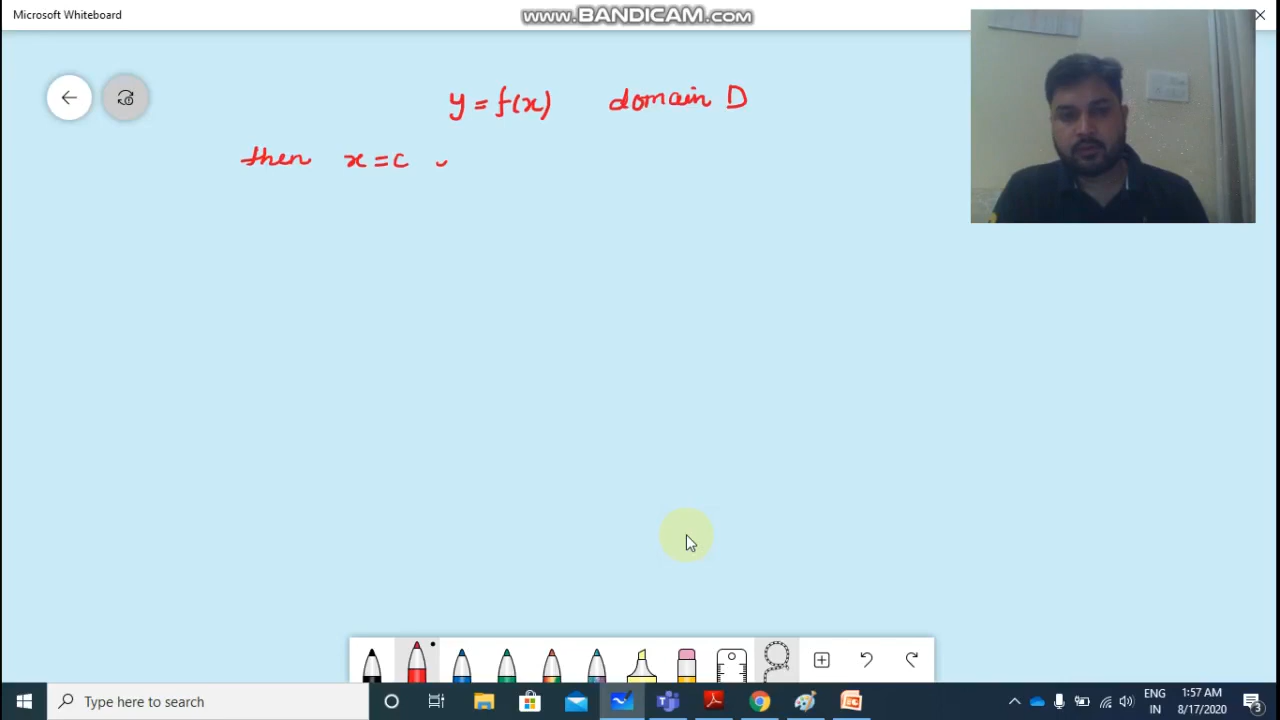 Microsoft Whiteboard
www.BANDICAM.com
y = f(x) domain D
then x = c
Type here to search
ENG
IN
1:57 AM
8/17/2020
3